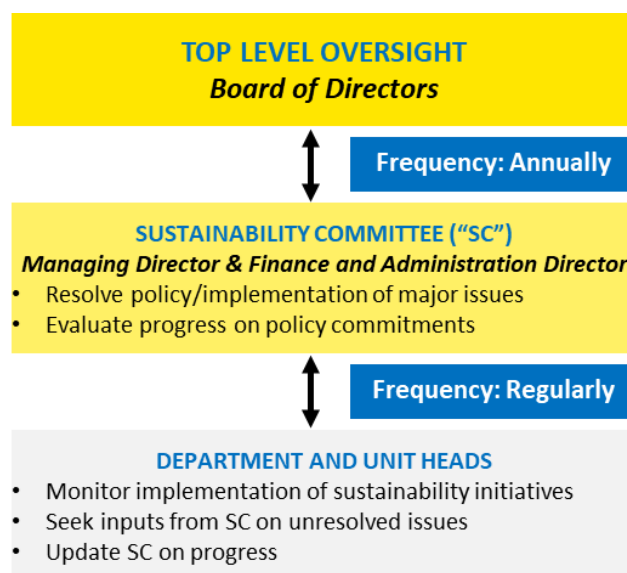 TOP LEVEL OVERSIGHT
Board of Directors
Frequency: Annually
SUSTAINABILITY COMMITTEE (“SC”)
Managing Director & Finance and Administration Director
• Resolve policy/implementation of major issues
• Evaluate progress on policy commitments
Frequency: Regularly
DEPARTMENT AND UNIT HEADS
• Monitor implementation of sustainability initiatives
• Seek inputs from SC on unresolved issues
• Update SC on progress